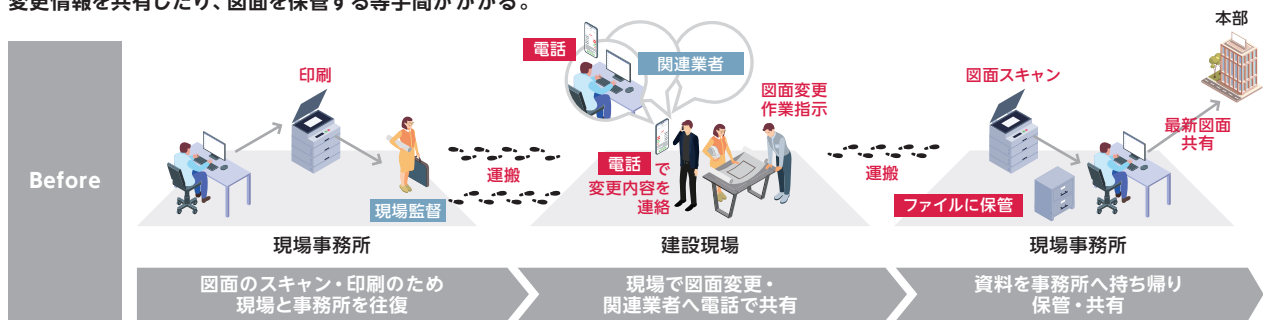 変更情報を共有したり、図面を保管する等手間がかかる。
本部
Before
印刷
現場監督
運搬
電話
関連業者
図面変更
作業指示
電話で
変更内容を
連絡
運搬
図面スキャン
最新図面
共有
ファイルに保管
現場事務所
建設現場
現場事務所
図面のスキャン・印刷のため
現場と事務所を往復
現場で図面変更・
関連業者へ電話で共有
資料を事務所へ持ち帰り
保管・共有